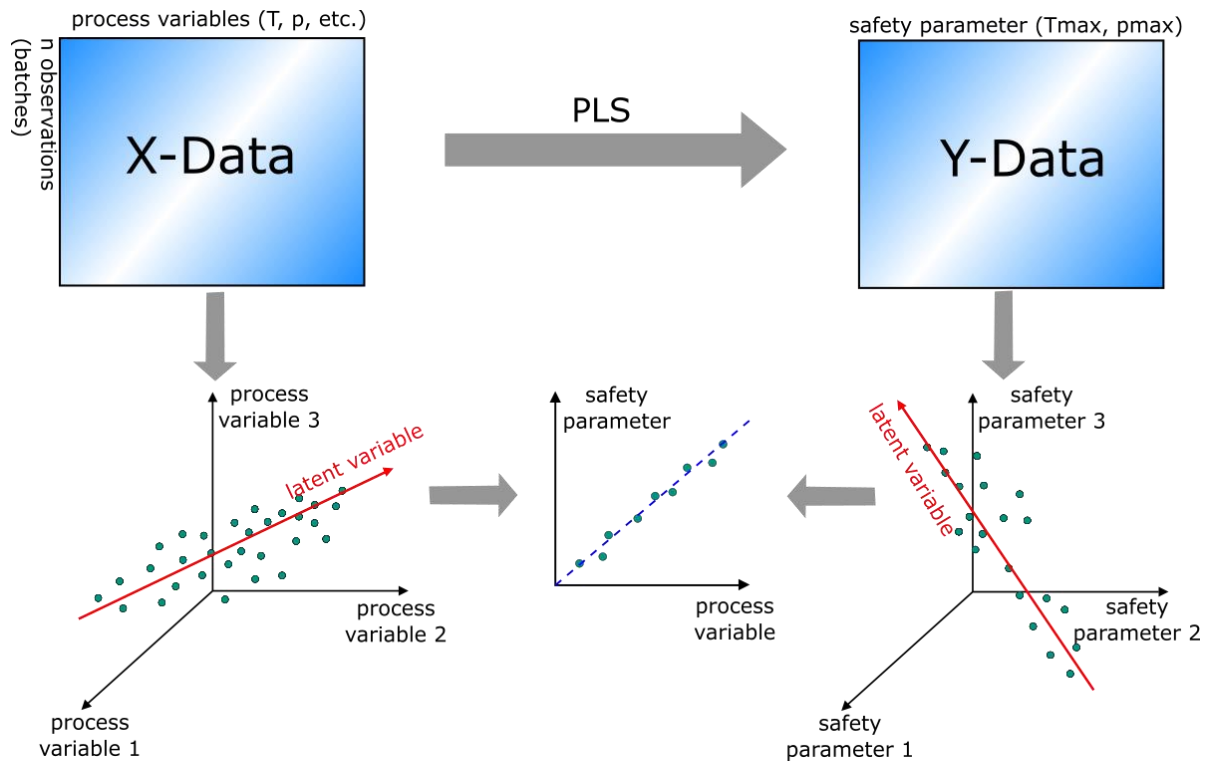 process variables (T, p, etc.)
n observations
(batches)
X-Data
PLS
safety parameter (Tmax, pmax)
Y-Data
process
variable 3
latent variable
process
variable 2
process
variable 1
safety
parameter
process
variable
latent variable
safety
parameter 3
safety
parameter 2
safety
parameter 1